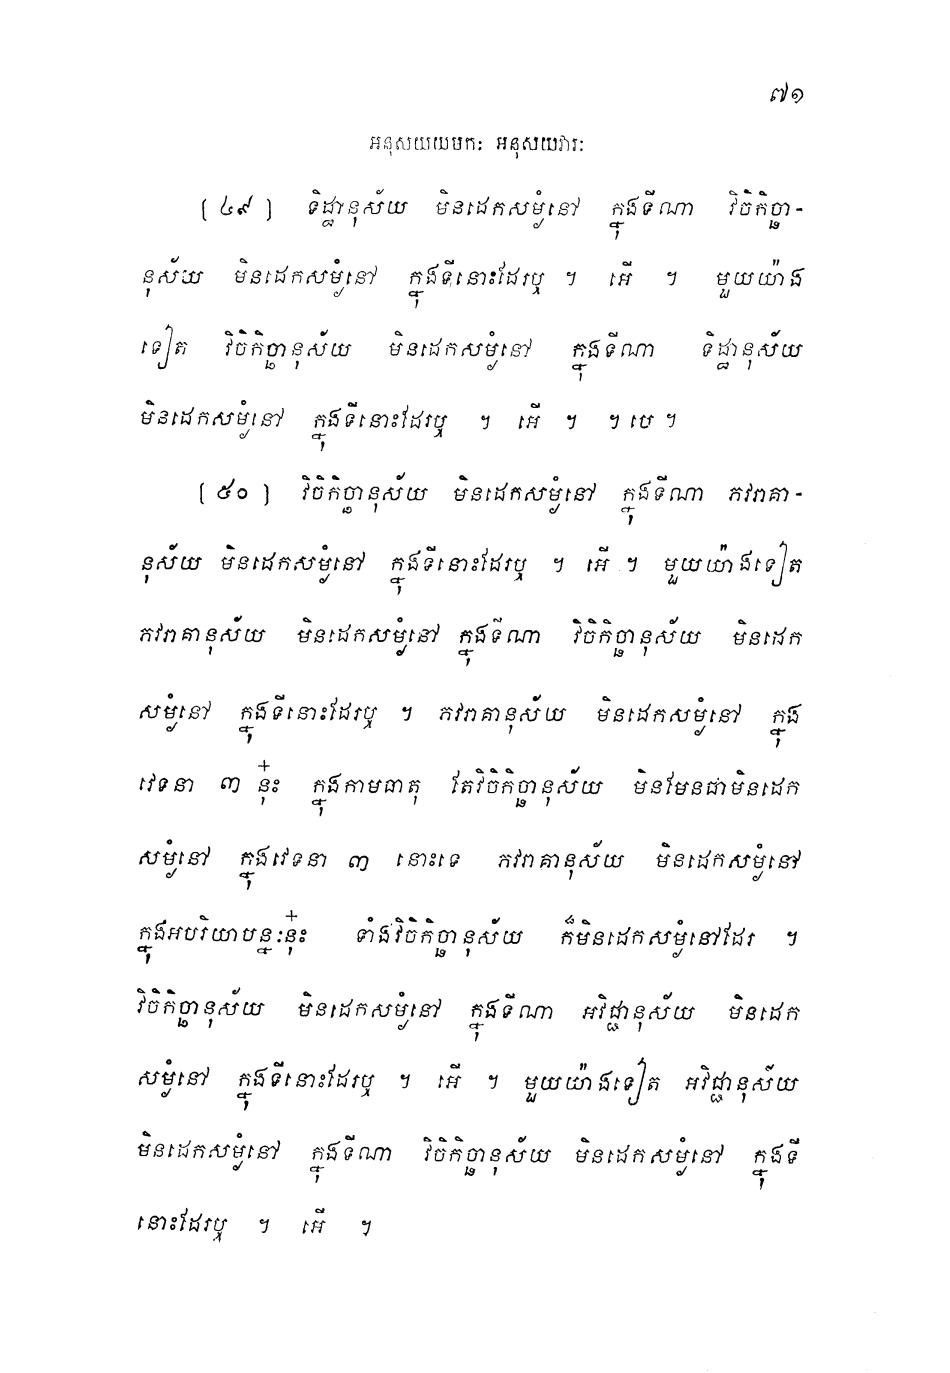 ៧១
អនុសយយមកៈ អនុសយវារៈ
(៤៩) ទិដ្ឋានុស័យ មិនដេកសម្ងំនៅ ក្នុងទីណា វិចិកិច្ឆា-
នុស័យ មិនដេកសម្ងំនៅ ក្នុងទីនោះដែរឬ ។ អើ ។ មួយយ៉ាង
ទៀត វិចិកិច្ឆានុស័យ មិនដេកសម្ងំនៅ ក្នុងទីណា ទិដ្ឋានុស័យ
មិនដេកសម្ងំនៅ ក្នុងទីនោះដែរឬ ។ អើ ។ ។ បេ ។
(៥០) វិចិកិច្ឆានុស័យ មិនដេកសម្ងំនៅ ក្នុងទីណា ភវរាគា-
នុស័យ មិនដេកសម្ងំនៅ ក្នុងទីនោះដែរឬ ។ អើ ។ មួយយ៉ាងទៀត
ភវរាគានុស័យ មិនដេកសម្ងំនៅ ក្នុងទីណា វិចិកិច្ឆានុស័យ មិនដេក
សម្ងំនៅ ក្នុងទីនោះដែរឬ ។ ភវរាគានុស័យ មិនដេកសម្ងំនៅ ក្នុង
វេទនា ៣ នុ៎ះ ក្នុងកាមធាតុ តែវិចិកិច្ឆានុស័យ មិនមែនជាមិនដេក
សម្ងំនៅ ក្នុងវេទនា ៣ នោះទេ ភវរាគានុស័យ មិនដេកសម្ងំនៅ
ក្នុងអបរិយាបន្នៈនុ៎ះ ទាំងវិចិកិច្ឆានុស័យ ក៏មិនដេកសម្ងំនៅដែរ ។
វិចិកិច្ឆានុស័យ មិនដេកសម្ងំនៅ ក្នុងទីណា អវិជ្ជានុស័យ មិនដេក
សម្ងំនៅ ក្នុងទីនោះដែរឬ ។ អើ ។ មួយយ៉ាងទៀត អវិជ្ជានុស័យ
មិនដេកសម្ងំនៅ ក្នុងទីណា វិចិកិច្ឆានុស័យ មិនដេកសម្ងំនៅ ក្នុងទី
នោះដែរឬ ។ អើ ។